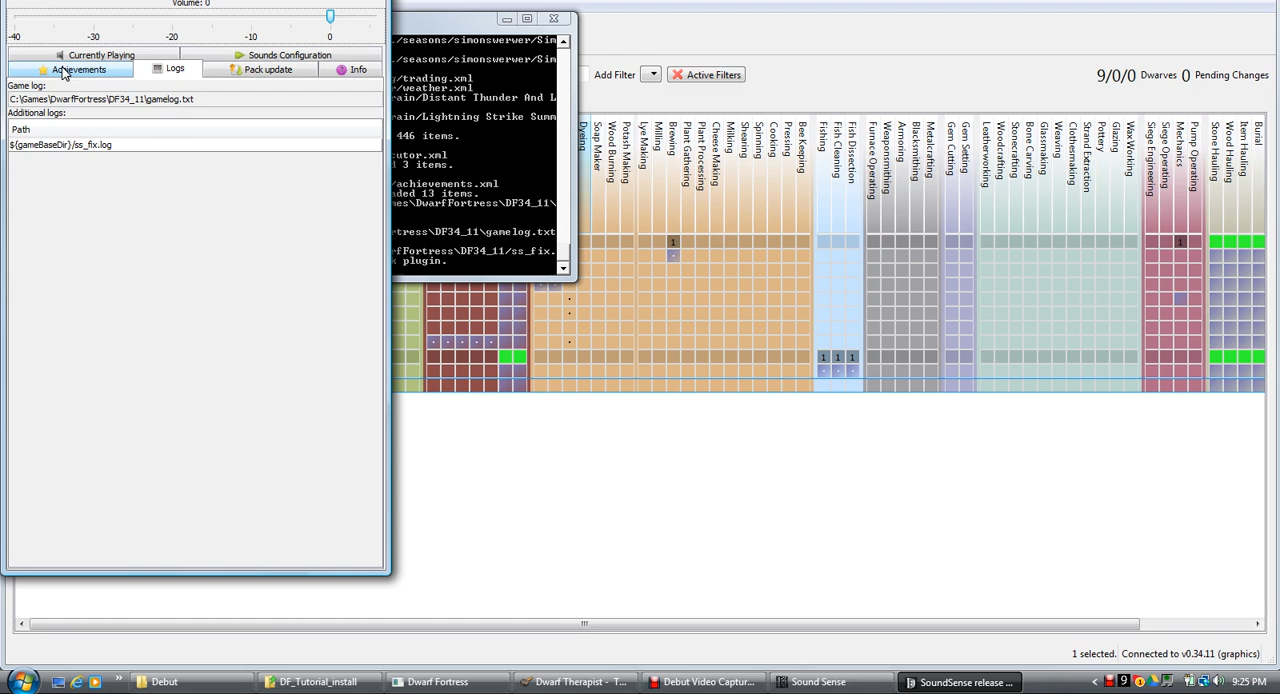 Volume: 0
-40 -30 -20 -10 0
Currently Playing
Sounds Configuration
Achievements
Logs
Pack update
Info
Game log:
C:\Games\DwarfFortress\DF34_11\gamelog.txt
Additional logs:
Path
${gameBaseDir}/ss_fix.log
./seasons/simonswerwer/Sim
./seasons/simonswerwer/Sim
g/trading.xml
r/weather.xml
rain/Distant Thunder And L
rain/Lightning Strike Summ
446 items.
cutor.xml
d 3 items.
/achievements.xml
aded 13 items.
mes\DwarfFortress\DF34_11\
rtress\DF34_11\gamelog.txt
rfFortress\DF34_11/ss_fix.
k plugin.
Add Filter
Active Filters
9/0/0 Dwarves 0 Pending Changes
Dyeing
Soap Maker
Wood Burning
Potash Making
Lye Making
Milling
Brewing
Plant Gathering
Plant Processing
Cheese Making
Milking
Shearing
Spinning
Cooking
Pressing
Bee Keeping
Fishing
Fish Cleaning
Fish Dissection
Furnace Operating
Weaponsmithing
Armoring
Blacksmithing
Metalcrafting
Gem Cutting
Gem Setting
Leatherworking
Woodcrafting
Stonecrafting
Bone Carving
Glassmaking
Weaving
Clothesmaking
Strand Extraction
Pottery
Glazing
Wax Working
Siege Engineering
Siege Operating
Mechanics
Pump Operating
Stone Hauling
Wood Hauling
Item Hauling
Burial
1 1
1 1 1
1 selected. Connected to v0.34.11 (graphics)
Debut
DF_Tutorial_install
Dwarf Fortress
Dwarf Therapist - T...
Debut Video Captur...
Sound Sense
SoundSense release ...
9:25 PM